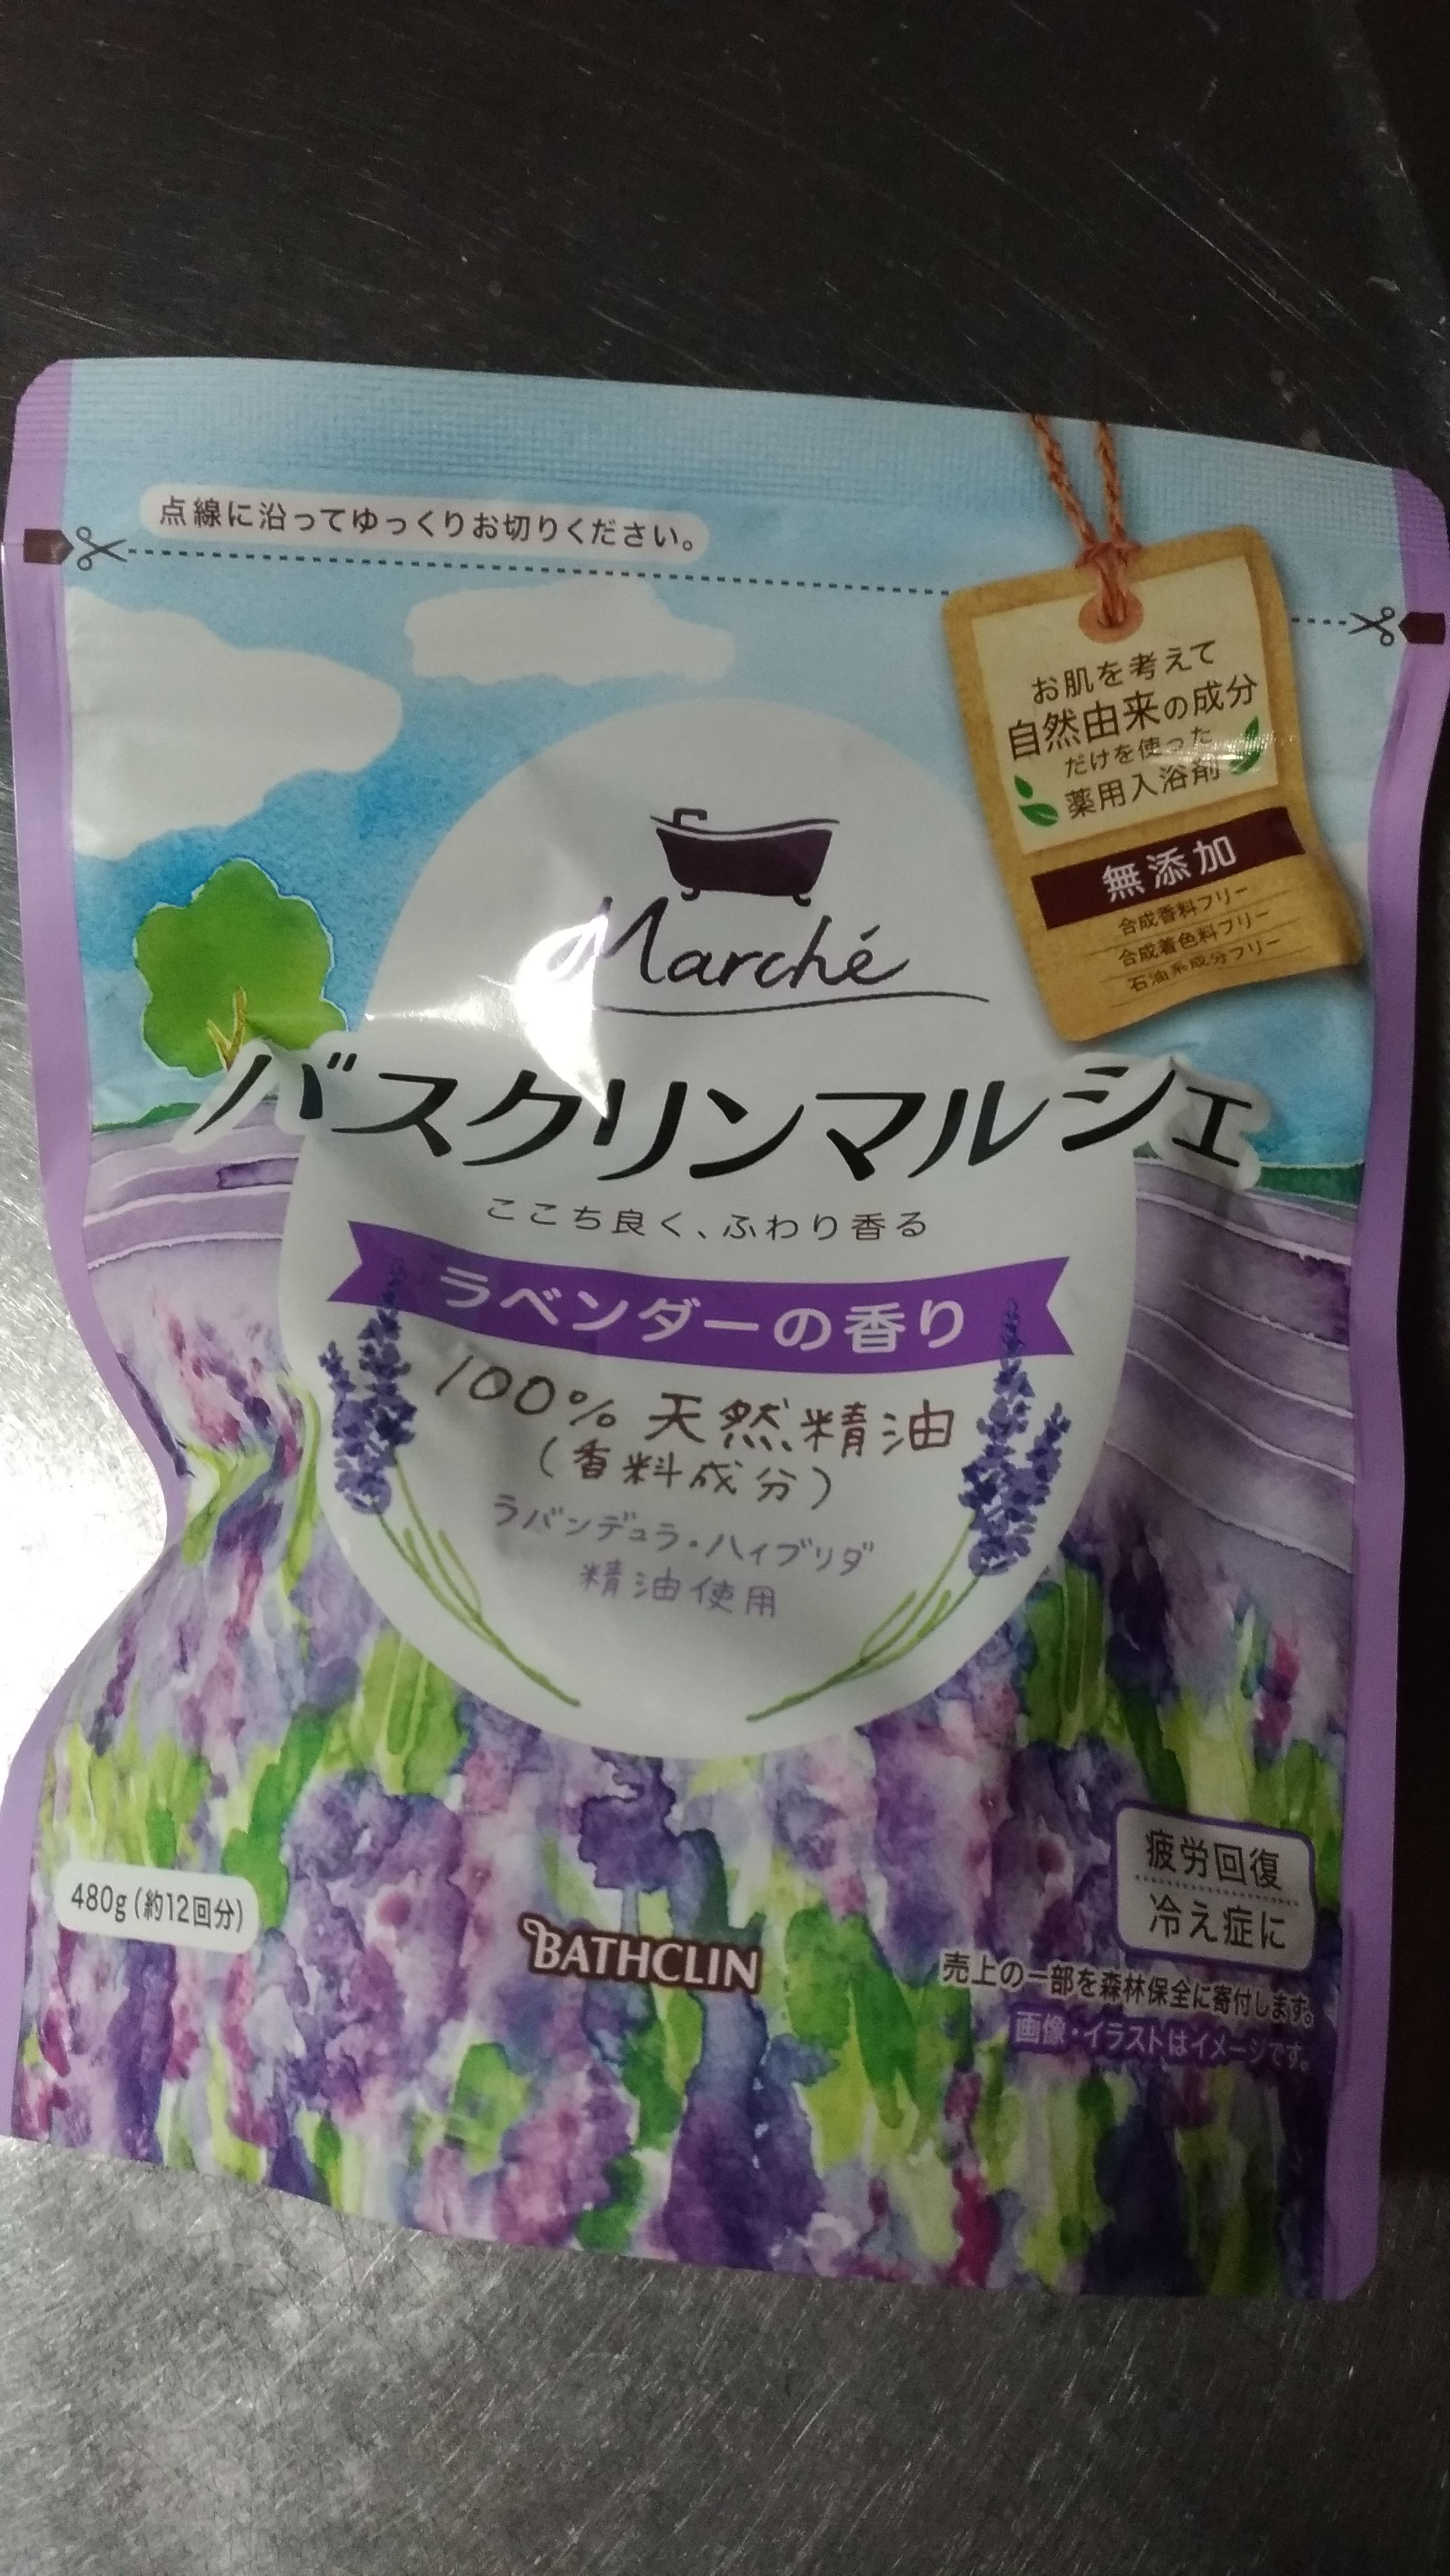 点線に沿ってゆっくりお切りください。
お肌を考えて
自然由来の成分
だけを使った
薬用入浴剤
無添加
合成香料フリー
合成着色料フリー
石油系成分フリー
Marché
バスクリンマルシェ
ここち良く、ふわり香る
ラベンダーの香り
100% 天然精油
(香料成分)
ラバンデュラ・ハイブリダ
精油使用
疲労回復
冷え症に
480g (約12回分)
BATHCLIN
売上の一部を森林保全に寄付します。
画像・イラストはイメージです。